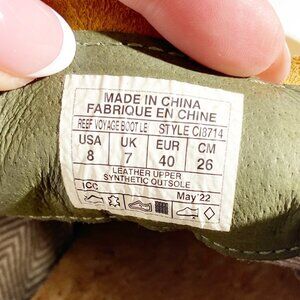 MADE IN CHINA
FABRIQUE EN CHINE
REEF VOYAGE BOOT LE STYLE CI8714
USA UK EUR CM
8 7 40 26
LEATHER UPPER
SYNTHETIC OUTSOLE
ICC May'22